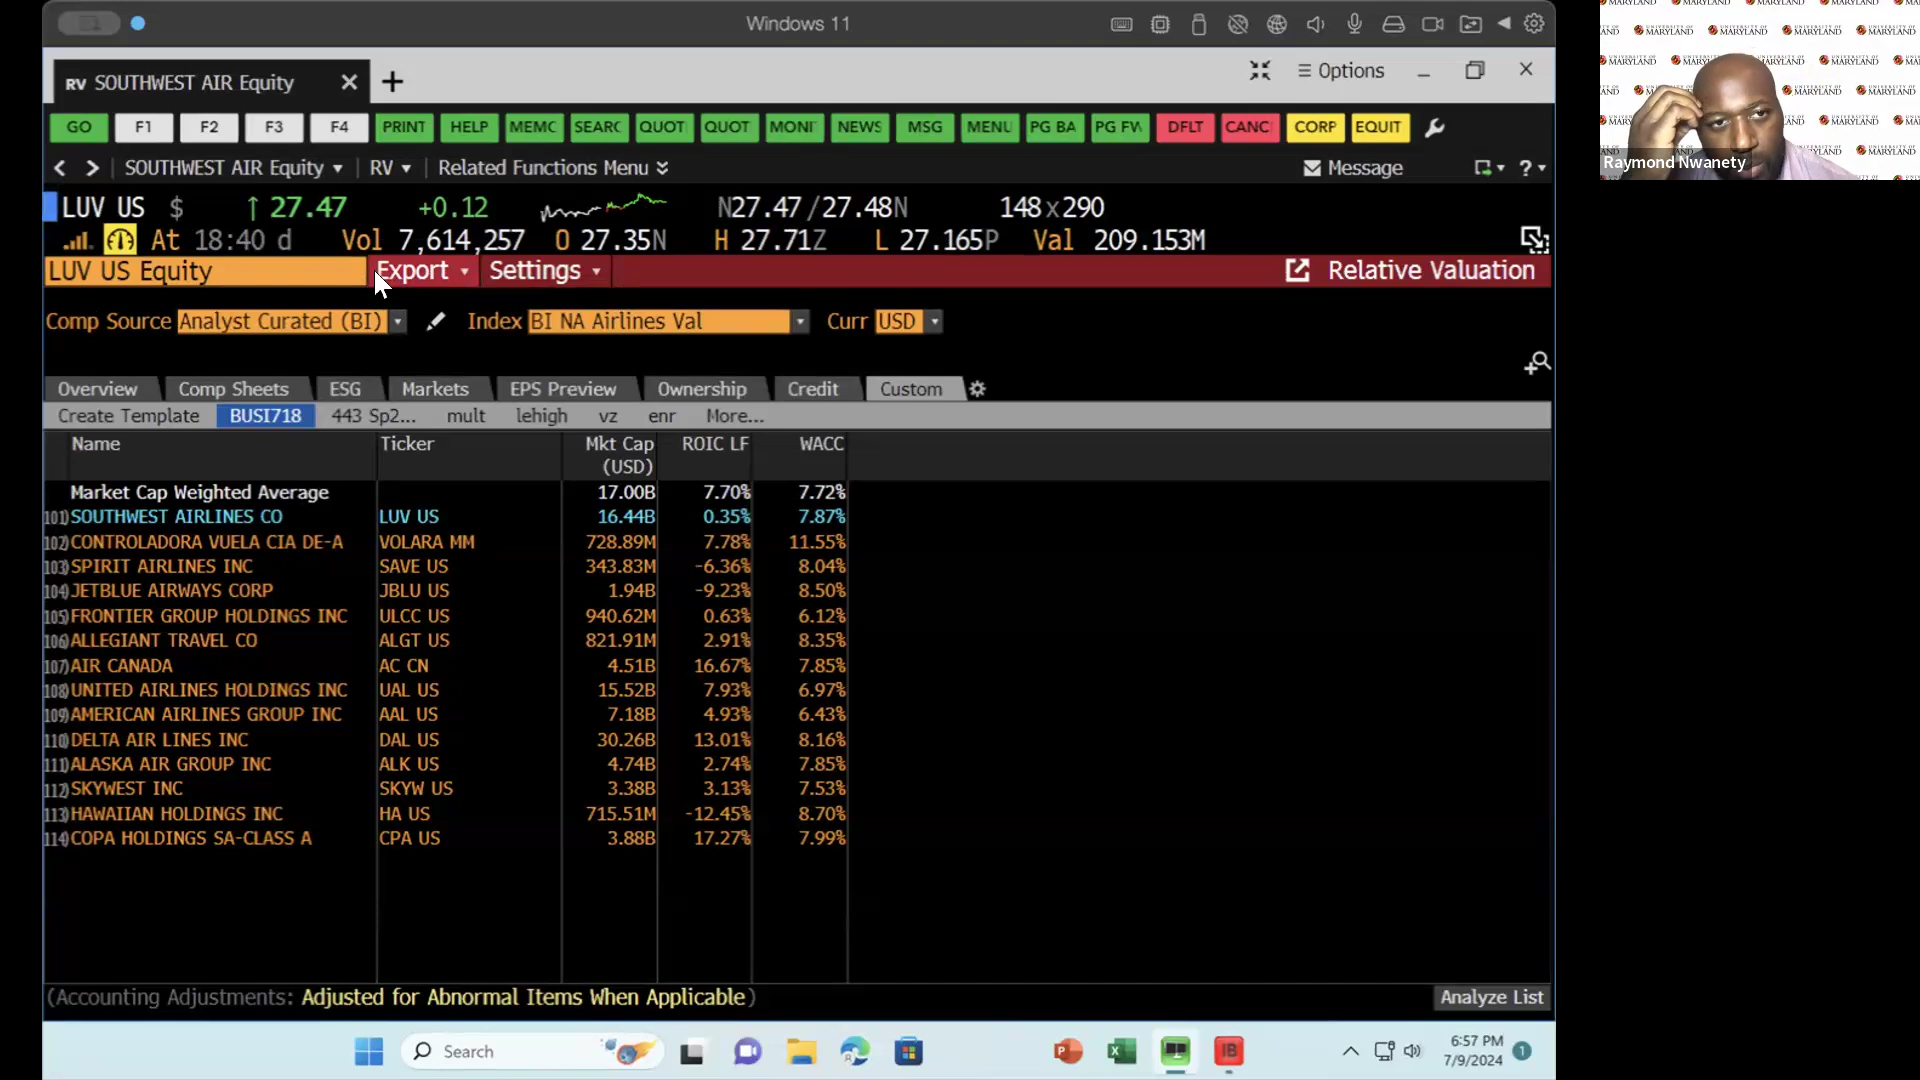 Windows 11
RV SOUTHWEST AIR Equity
Options
GO F1 F2 F3 F4 PRINT HELP MEMC SEARC QUOT QUOT MONI NEWS MSG MENU PG BA PG FW DFLT CANC CORP EQUIT
SOUTHWEST AIR Equity RV Related Functions Menu Message ?
LUV US $ ↑ 27.47 +0.12 N27.47/27.48N 148x290
At 18:40 d Vol 7,614,257 O 27.35N H 27.71Z L 27.165P Val 209.153M
LUV US Equity Export Settings Relative Valuation
Comp Source Analyst Curated (BI) Index BI NA Airlines Val Curr USD
Overview Comp Sheets ESG Markets EPS Preview Ownership Credit Custom
Create Template BUSI718 443 Sp2... mult lehigh vz enr More...
Name Ticker Mkt Cap ROIC LF WACC
(USD)
Market Cap Weighted Average 17.00B 7.70% 7.72%
101) SOUTHWEST AIRLINES CO LUV US 16.44B 0.35% 7.87%
102) CONTROLADORA VUELA CIA DE-A VOLARA MM 728.89M 7.78% 11.55%
103) SPIRIT AIRLINES INC SAVE US 343.83M -6.36% 8.04%
104) JETBLUE AIRWAYS CORP JBLU US 1.94B -9.23% 8.50%
105) FRONTIER GROUP HOLDINGS INC ULCC US 940.62M 0.63% 6.12%
106) ALLEGIANT TRAVEL CO ALGT US 821.91M 2.91% 8.35%
107) AIR CANADA AC CN 4.51B 16.67% 7.85%
108) UNITED AIRLINES HOLDINGS INC UAL US 15.52B 7.93% 6.97%
109) AMERICAN AIRLINES GROUP INC AAL US 7.18B 4.93% 6.43%
110) DELTA AIR LINES INC DAL US 30.26B 13.01% 8.16%
111) ALASKA AIR GROUP INC ALK US 4.74B 2.74% 7.85%
112) SKYWEST INC SKYW US 3.38B 3.13% 7.53%
113) HAWAIIAN HOLDINGS INC HA US 715.51M -12.45% 8.70%
114) COPA HOLDINGS SA-CLASS A CPA US 3.88B 17.27% 7.99%
(Accounting Adjustments: Adjusted for Abnormal Items When Applicable) Analyze List
Search IB 6:57 PM
7/9/2024 1
UNIVERSITY OF MARYLAND
Raymond Nwanety